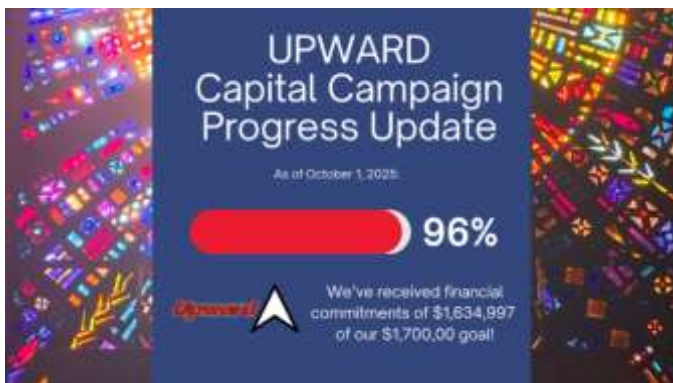 UPWARD
Capital Campaign
Progress Update
As of October 1, 2025:
96%
Upward
We've received financial
commitments of $1,634,997
of our $1,700,00 goal!